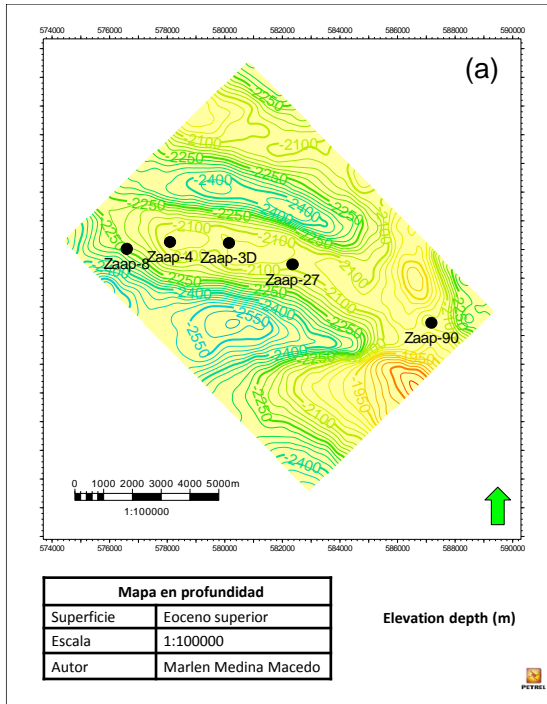 574000 576000 578000 580000 582000 584000 586000 588000 590000
(a)
-2250
-2100
-2100
-2250
-2250
-2400
-2400
-2250
-2250
-2100
-2100
Zaap-8
Zaap-4
Zaap-3D
Zaap-27
Zaap-90
-2100
-2250
-2250
-2400
-2550
-2550
-2400
-2250
-2250
-1950
-1950
-2100
-2250
-2400
0 1000 2000 3000 4000 5000m
1:100000
574000 576000 578000 580000 582000 584000 586000 588000 590000
Mapa en profundidad
Superficie Eoceno superior
Escala 1:100000
Autor Marlen Medina Macedo
Elevation depth (m)
PETREL